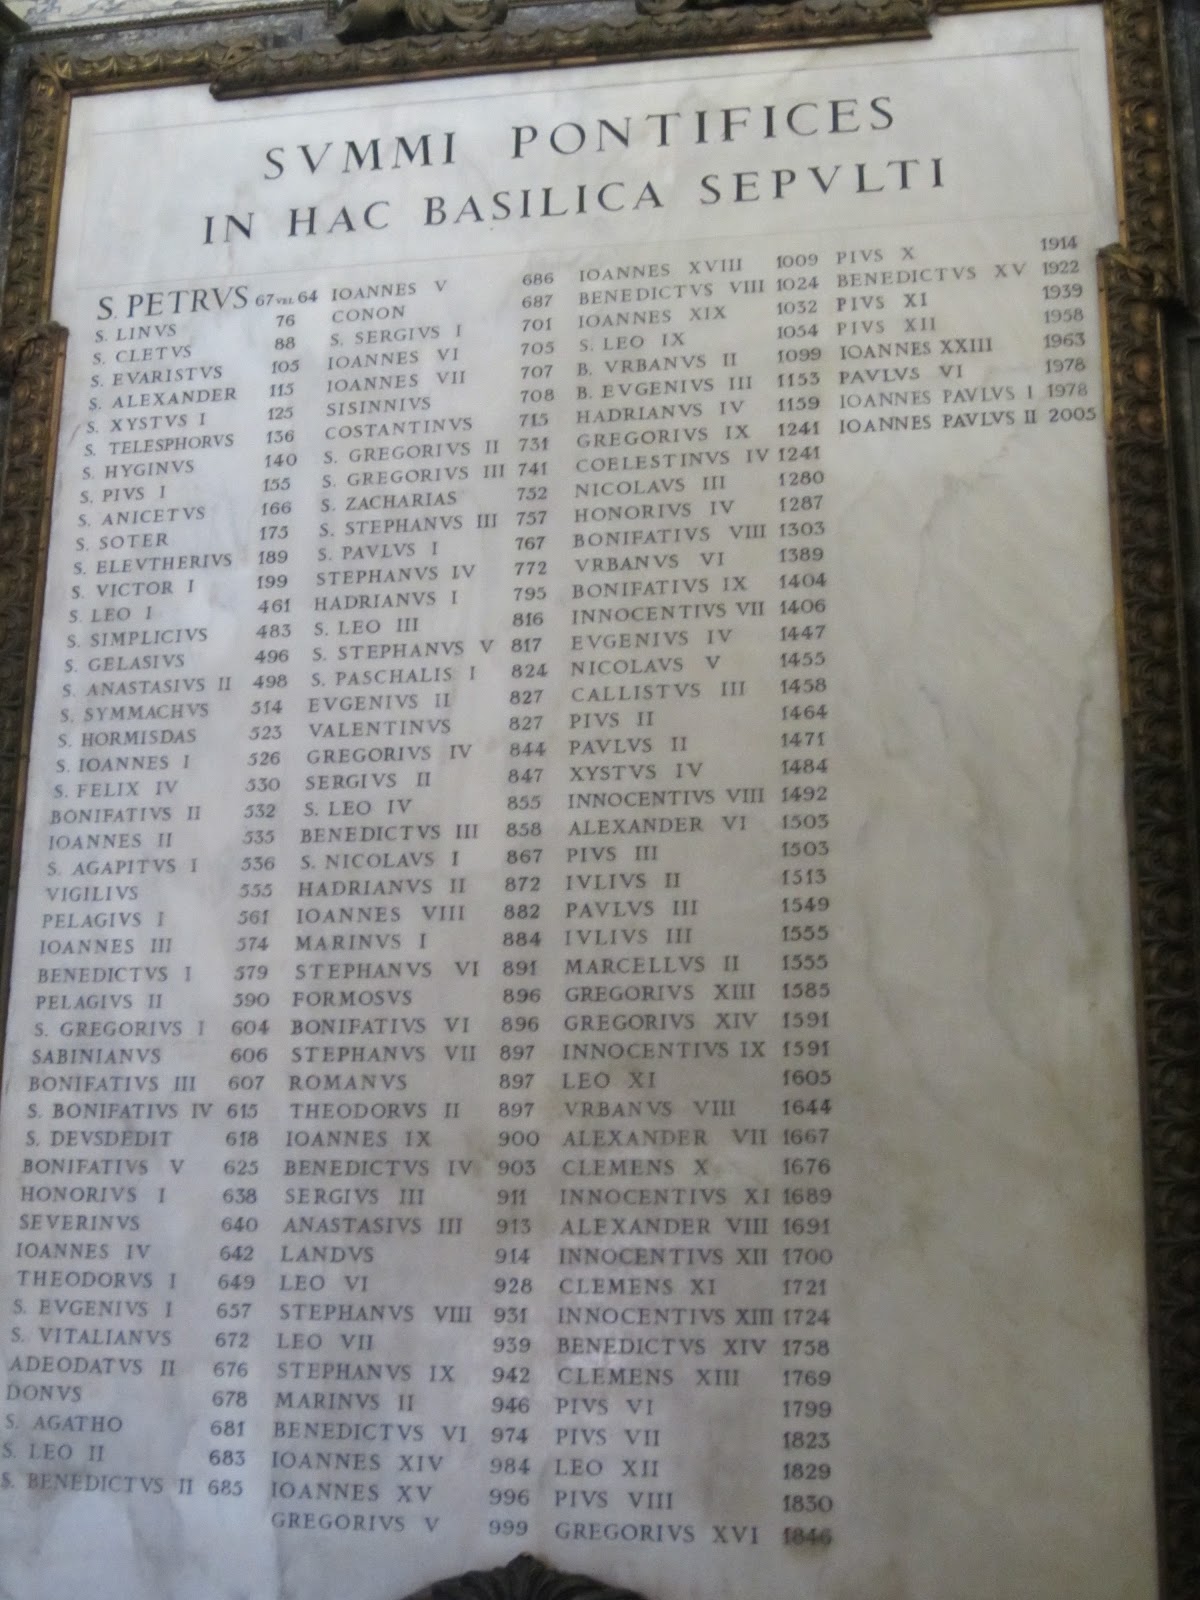 SVMMI PONTIFICES
IN HAC BASILICA SEPVLTI
S. PETRVS 67 VEL 64
S. LINVS 76
S. CLETVS 88
S. EVARISTVS 105
S. ALEXANDER 115
S. XYSTVS I 125
S. TELESPHORVS 136
S. HYGINVS 140
S. PIVS I 155
S. ANICETVS 166
S. SOTER 175
S. ELEVTHERIVS 189
S. VICTOR I 199
S. LEO I 461
S. SIMPLICIVS 483
S. GELASIVS 496
S. ANASTASIVS II 498
S. SYMMACHVS 514
S. HORMISDAS 523
S. IOANNES I 526
S. FELIX IV 530
BONIFATIVS II 532
IOANNES II 535
S. AGAPITVS I 536
VIGILIVS 555
PELAGIVS I 561
IOANNES III 574
BENEDICTVS I 579
PELAGIVS II 590
S. GREGORIVS I 604
SABINIANVS 606
BONIFATIVS III 607
S. BONIFATIVS IV 615
S. DEVSDEDIT 618
BONIFATIVS V 625
HONORIVS I 638
SEVERINVS 640
IOANNES IV 642
THEODORVS I 649
S. EVGENIVS I 657
S. VITALIANVS 672
ADEODATVS II 676
DONVS 678
S. AGATHO 681
S. LEO II 683
S. BENEDICTVS II 685
IOANNES V 686
CONON 687
S. SERGIVS I 701
IOANNES VI 705
IOANNES VII 707
SISINNIVS 708
COSTANTINVS 715
S. GREGORIVS II 731
S. GREGORIVS III 741
S. ZACHARIAS 752
S. STEPHANVS III 757
S. PAVLVS I 767
STEPHANVS IV 772
HADRIANVS I 795
S. LEO III 816
S. STEPHANVS V 817
S. PASCHALIS I 824
EVGENIVS II 827
VALENTINVS 827
GREGORIVS IV 844
SERGIVS II 847
S. LEO IV 855
BENEDICTVS III 858
S. NICOLAVS I 867
HADRIANVS II 872
IOANNES VIII 882
MARINVS I 884
STEPHANVS VI 891
FORMOSVS 896
BONIFATIVS VI 896
STEPHANVS VII 897
ROMANVS 897
THEODORVS II 897
IOANNES IX 900
BENEDICTVS IV 903
SERGIVS III 911
ANASTASIVS III 913
LANDVS 914
LEO VI 928
STEPHANVS VIII 931
LEO VII 939
STEPHANVS IX 942
MARINVS II 946
BENEDICTVS VI 974
IOANNES XIV 984
IOANNES XV 996
GREGORIVS V 999
IOANNES XVIII 1009
BENEDICTVS VIII 1024
IOANNES XIX 1032
S. LEO IX 1054
B. VRBANVS II 1099
B. EVGENIVS III 1153
HADRIANVS IV 1159
GREGORIVS IX 1241
COELESTINVS IV 1241
NICOLAVS III 1280
HONORIVS IV 1287
BONIFATIVS VIII 1303
VRBANVS VI 1389
BONIFATIVS IX 1404
INNOCENTIVS VII 1406
EVGENIVS IV 1447
NICOLAVS V 1455
CALLISTVS III 1458
PIVS II 1464
PAVLVS II 1471
XYSTVS IV 1484
INNOCENTIVS VIII 1492
ALEXANDER VI 1503
PIVS III 1503
IVLIVS II 1513
PAVLVS III 1549
IVLIVS III 1555
MARCELLVS II 1555
GREGORIVS XIII 1585
GREGORIVS XIV 1591
INNOCENTIVS IX 1591
LEO XI 1605
VRBANVS VIII 1644
ALEXANDER VII 1667
CLEMENS X 1676
INNOCENTIVS XI 1689
ALEXANDER VIII 1691
INNOCENTIVS XII 1700
CLEMENS XI 1721
INNOCENTIVS XIII 1724
BENEDICTVS XIV 1758
CLEMENS XIII 1769
PIVS VI 1799
PIVS VII 1823
LEO XII 1829
PIVS VIII 1830
GREGORIVS XVI 1846
PIVS X 1914
BENEDICTVS XV 1922
PIVS XI 1939
PIVS XII 1958
IOANNES XXIII 1963
PAVLVS VI 1978
IOANNES PAVLVS I 1978
IOANNES PAVLVS II 2005